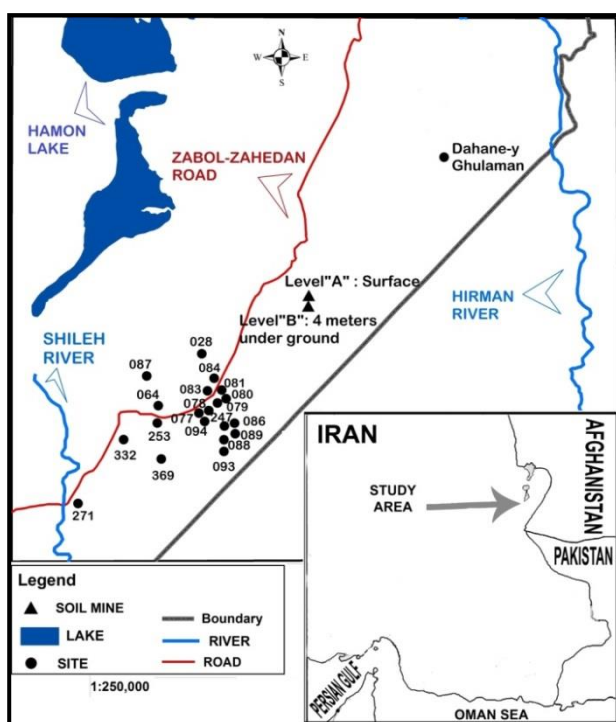 N
W E
S
HAMON
LAKE
ZABOL-ZAHEDAN
ROAD
Dahane-y
Ghulaman
Level"A" : Surface
Level"B": 4 meters
under ground
HIRMAN
RIVER
SHILEH
RIVER
028
087
084
083
081
064
078
080
079
077
247
094
086
253
089
332
088
369
093
271
IRAN
AFGHANISTAN
STUDY
AREA
PAKISTAN
PERSIAN GULF
OMAN SEA
Legend
SOIL MINE
Boundary
LAKE
RIVER
SITE
ROAD
1:250,000